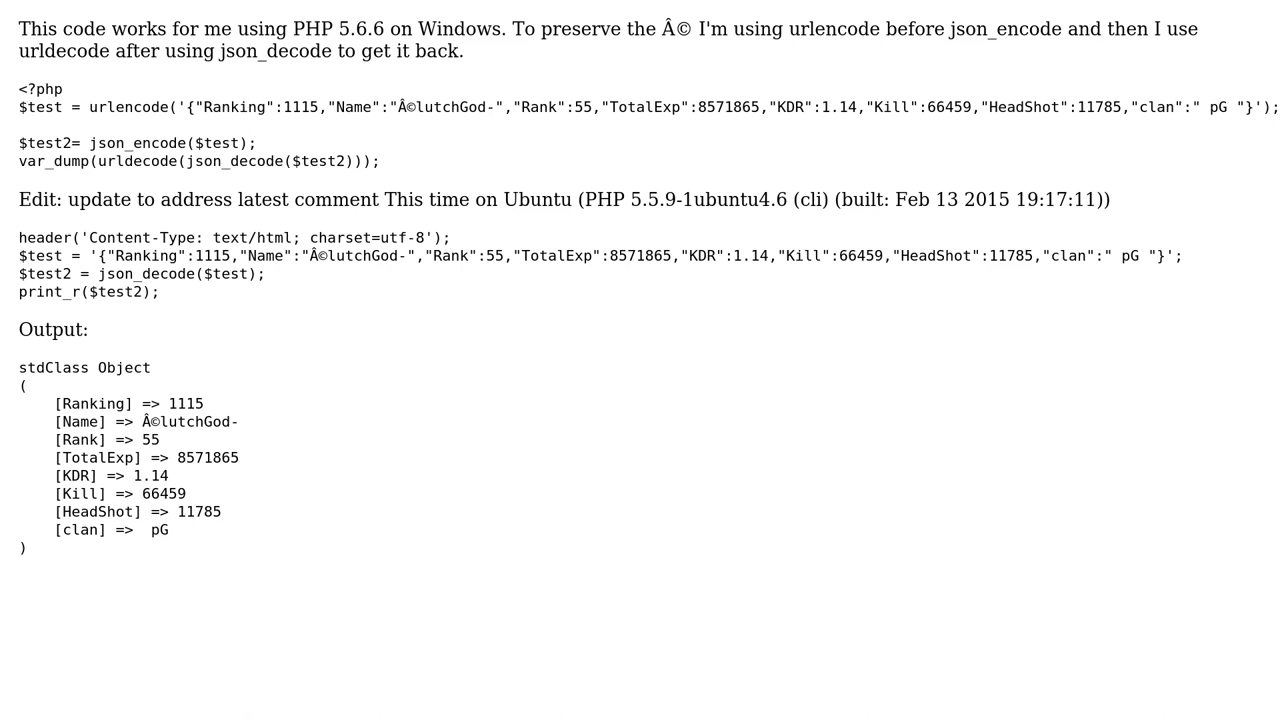 This code works for me using PHP 5.6.6 on Windows. To preserve the Â© I'm using urlencode before json_encode and then I use
urldecode after using json_decode to get it back.
<?php
$test = urlencode('{"Ranking":1115,"Name":"Â©lutchGod-","Rank":55,"TotalExp":8571865,"KDR":1.14,"Kill":66459,"HeadShot":11785,"clan":" pG "}');
$test2= json_encode($test);
var_dump(urldecode(json_decode($test2)));
Edit: update to address latest comment This time on Ubuntu (PHP 5.5.9-1ubuntu4.6 (cli) (built: Feb 13 2015 19:17:11))
header('Content-Type: text/html; charset=utf-8');
$test = '{"Ranking":1115,"Name":"Â©lutchGod-","Rank":55,"TotalExp":8571865,"KDR":1.14,"Kill":66459,"HeadShot":11785,"clan":" pG "}';
$test2 = json_decode($test);
print_r($test2);
Output:
stdClass Object
(
    [Ranking] => 1115
    [Name] => Â©lutchGod-
    [Rank] => 55
    [TotalExp] => 8571865
    [KDR] => 1.14
    [Kill] => 66459
    [HeadShot] => 11785
    [clan] =>  pG
)